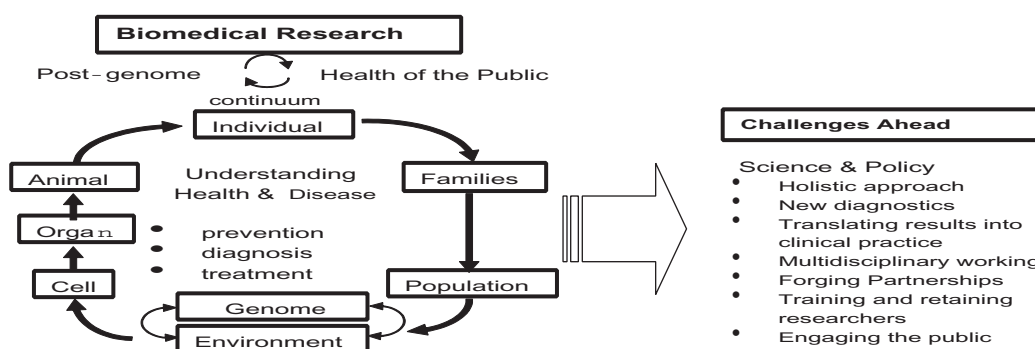 Biomedical Research
Post-genome
Health of the Public
continuum
Individual
Animal
Understanding
Health & Disease
Families
Organ
• prevention
• diagnosis
• treatment
Cell
Population
Genome
Environment
Challenges Ahead
Science & Policy
• Holistic approach
• New diagnostics
• Translating results into
clinical practice
• Multidisciplinary working
• Forging Partnerships
• Training and retaining
researchers
• Engaging the public